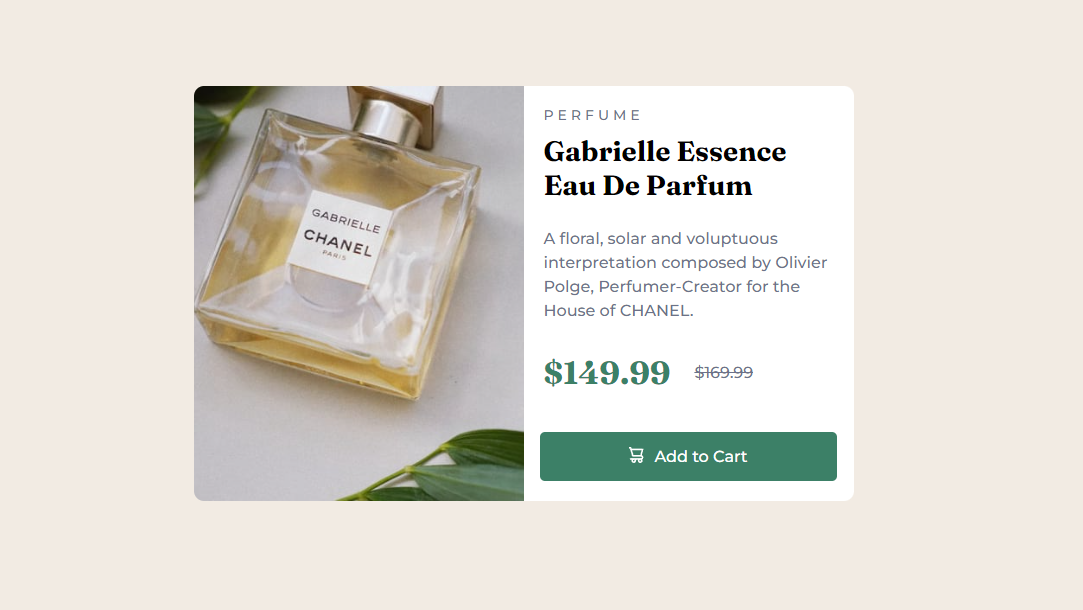 GABRIELLE
CHANEL
PARIS
PERFUME
Gabrielle Essence
Eau De Parfum
A floral, solar and voluptuous
interpretation composed by Olivier
Polge, Perfumer-Creator for the
House of CHANEL.
$149.99 $169.99
Add to Cart